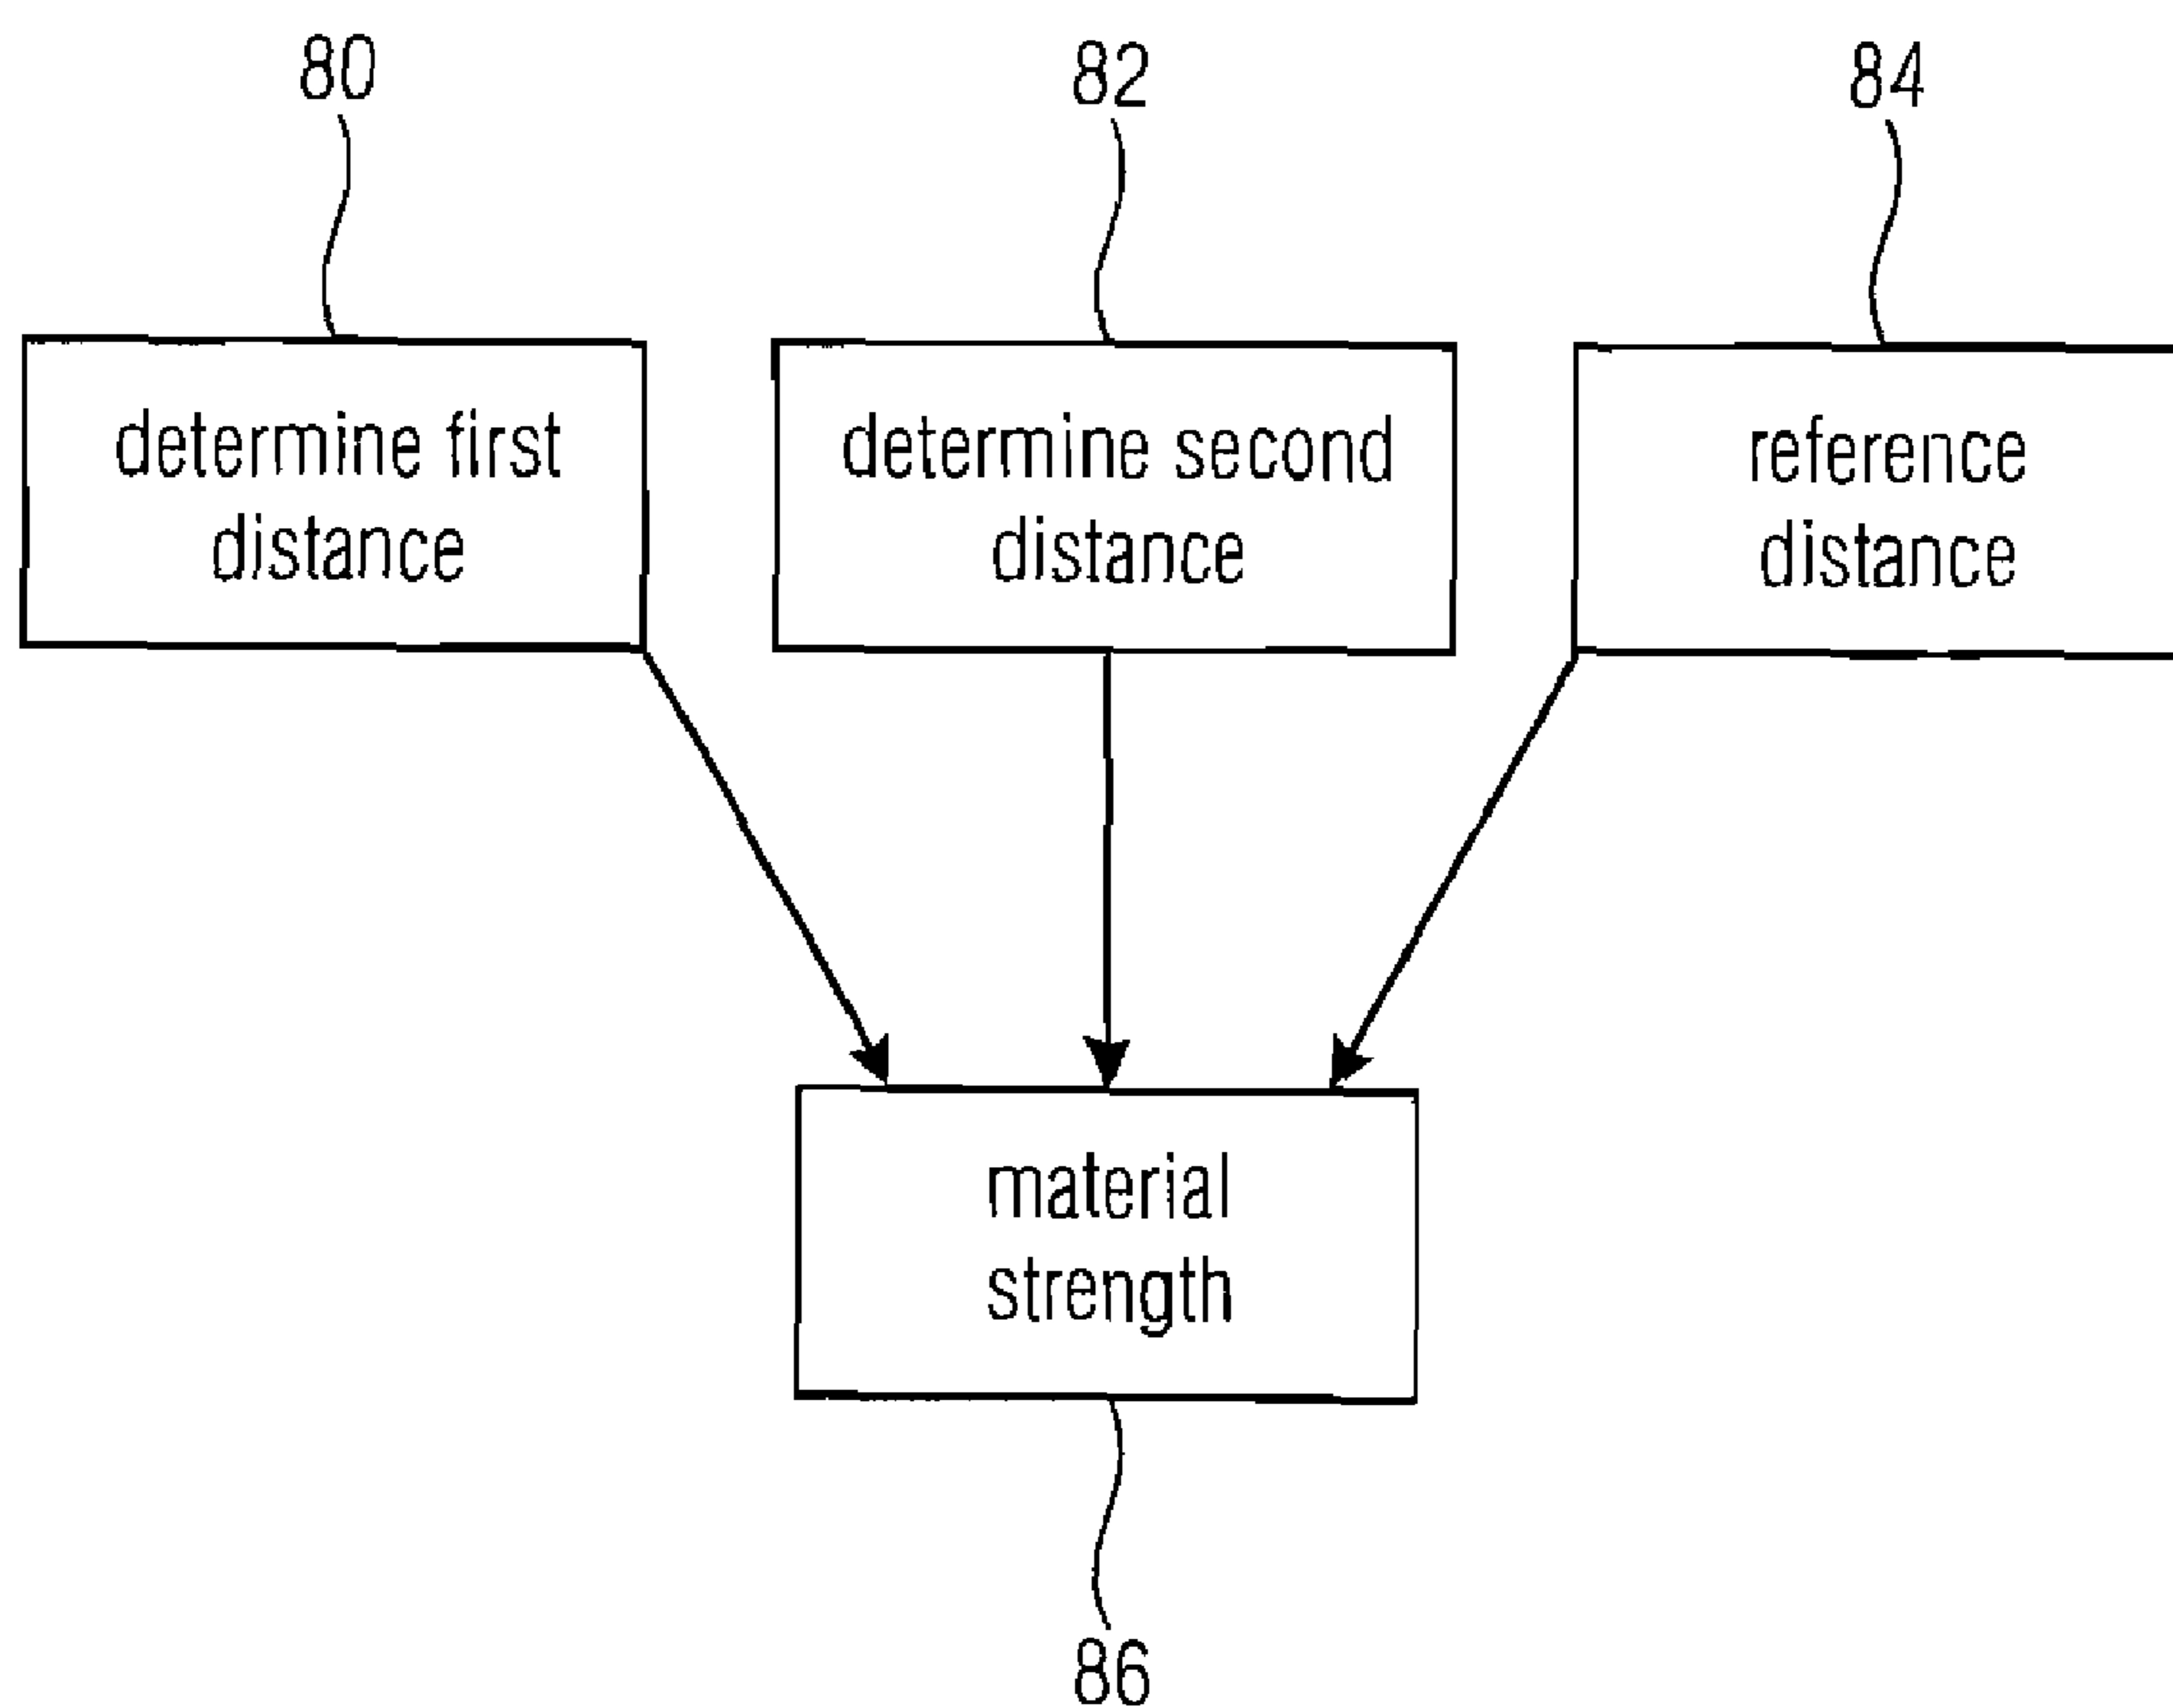 80
82
84
determine first
distance
determine second
distance
reference
distance
material
strength
86